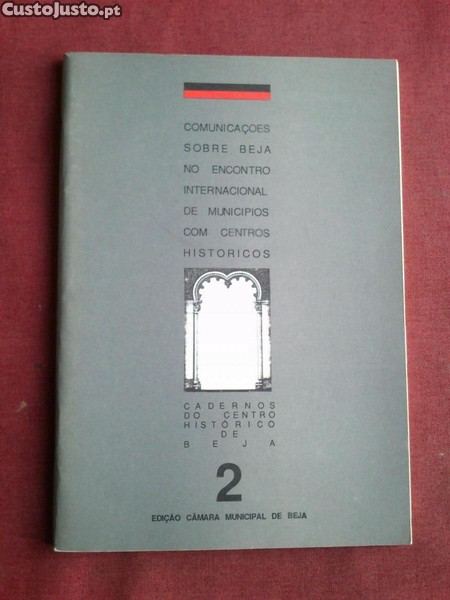 CustoJusto.pt
COMUNICAÇOES
SOBRE BEJA
NO ENCONTRO
INTERNACIONAL
DE MUNICIPIOS
COM CENTROS
HISTORICOS
CADERNOS
DO CENTRO
HISTÓRICO
DE
BEJA
2
EDIÇÃO CÂMARA MUNICIPAL DE BEJA